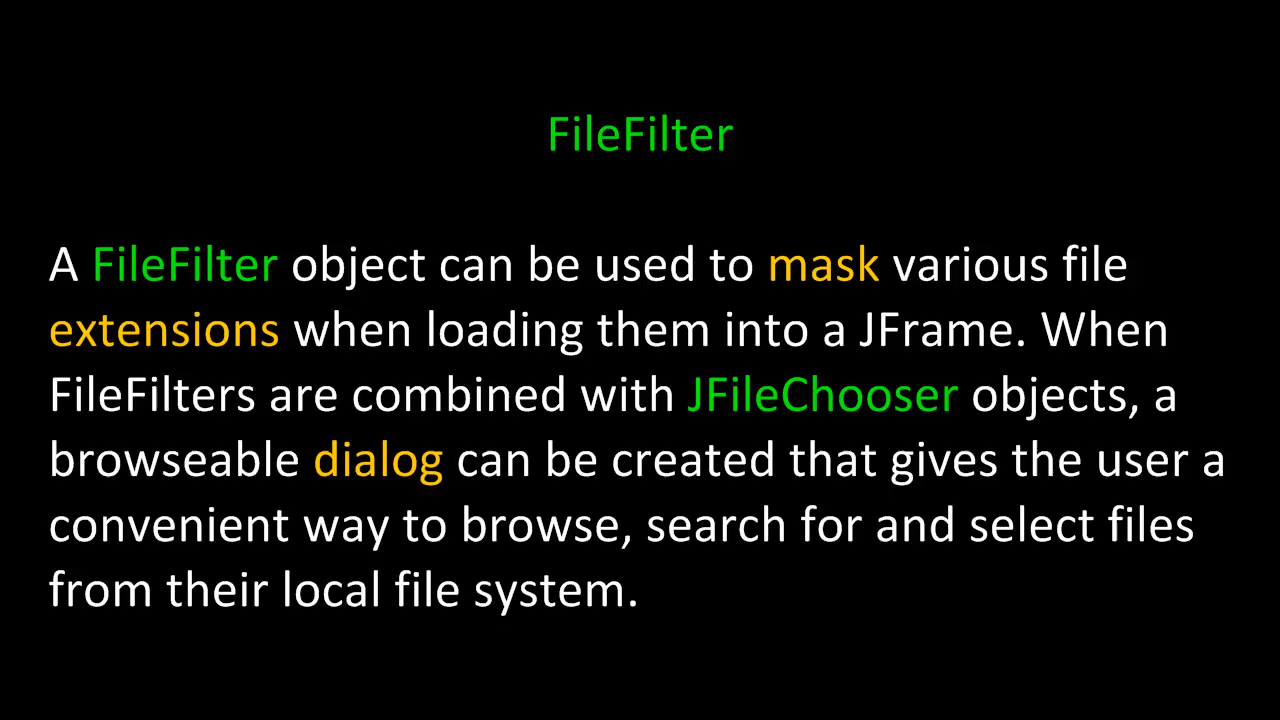 FileFilter
A FileFilter object can be used to mask various file
extensions when loading them into a JFrame. When
FileFilters are combined with JFileChooser objects, a
browseable dialog can be created that gives the user a
convenient way to browse, search for and select files
from their local file system.